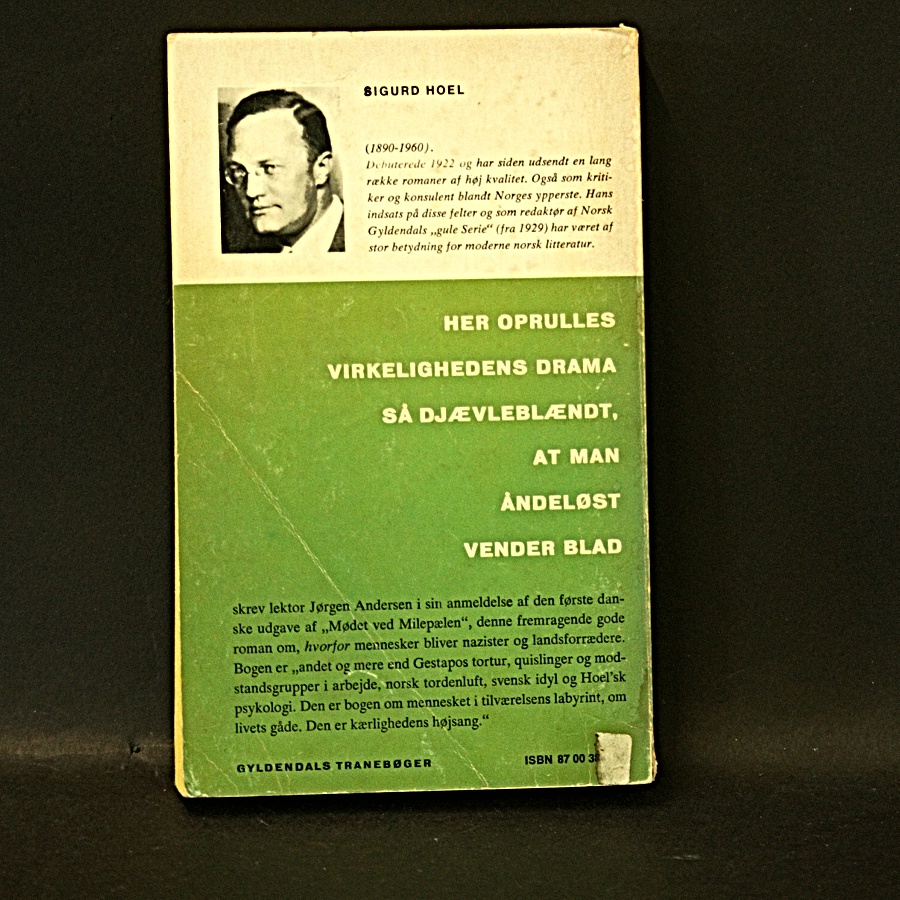 SIGURD HOEL
(1890-1960).
Debuterede 1922 og har siden udsendt en lang
række romaner af høj kvalitet. Også som kriti-
ker og konsulent blandt Norges ypperste. Hans
indsats på disse felter og som redaktør af Norsk
Gyldendals „gule Serie“ (fra 1929) har været af
stor betydning for moderne norsk litteratur.
HER OPRULLES
VIRKELIGHEDENS DRAMA
SÅ DJÆVLEBLÆNDT,
AT MAN
ÅNDELØST
VENDER BLAD
skrev lektor Jørgen Andersen i sin anmeldelse af den første dan-
ske udgave af „Mødet ved Milepælen“, denne fremragende gode
roman om, hvorfor mennesker bliver nazister og landsforrædere.
Bogen er „andet og mere end Gestapos tortur, quislinger og mod-
standsgrupper i arbejde, norsk tordenluft, svensk idyl og Hoel'sk
psykologi. Den er bogen om mennesket i tilværelsens labyrint, om
livets gåde. Den er kærlighedens højsang.“
GYLDENDALS TRANEBØGER
ISBN 87 00